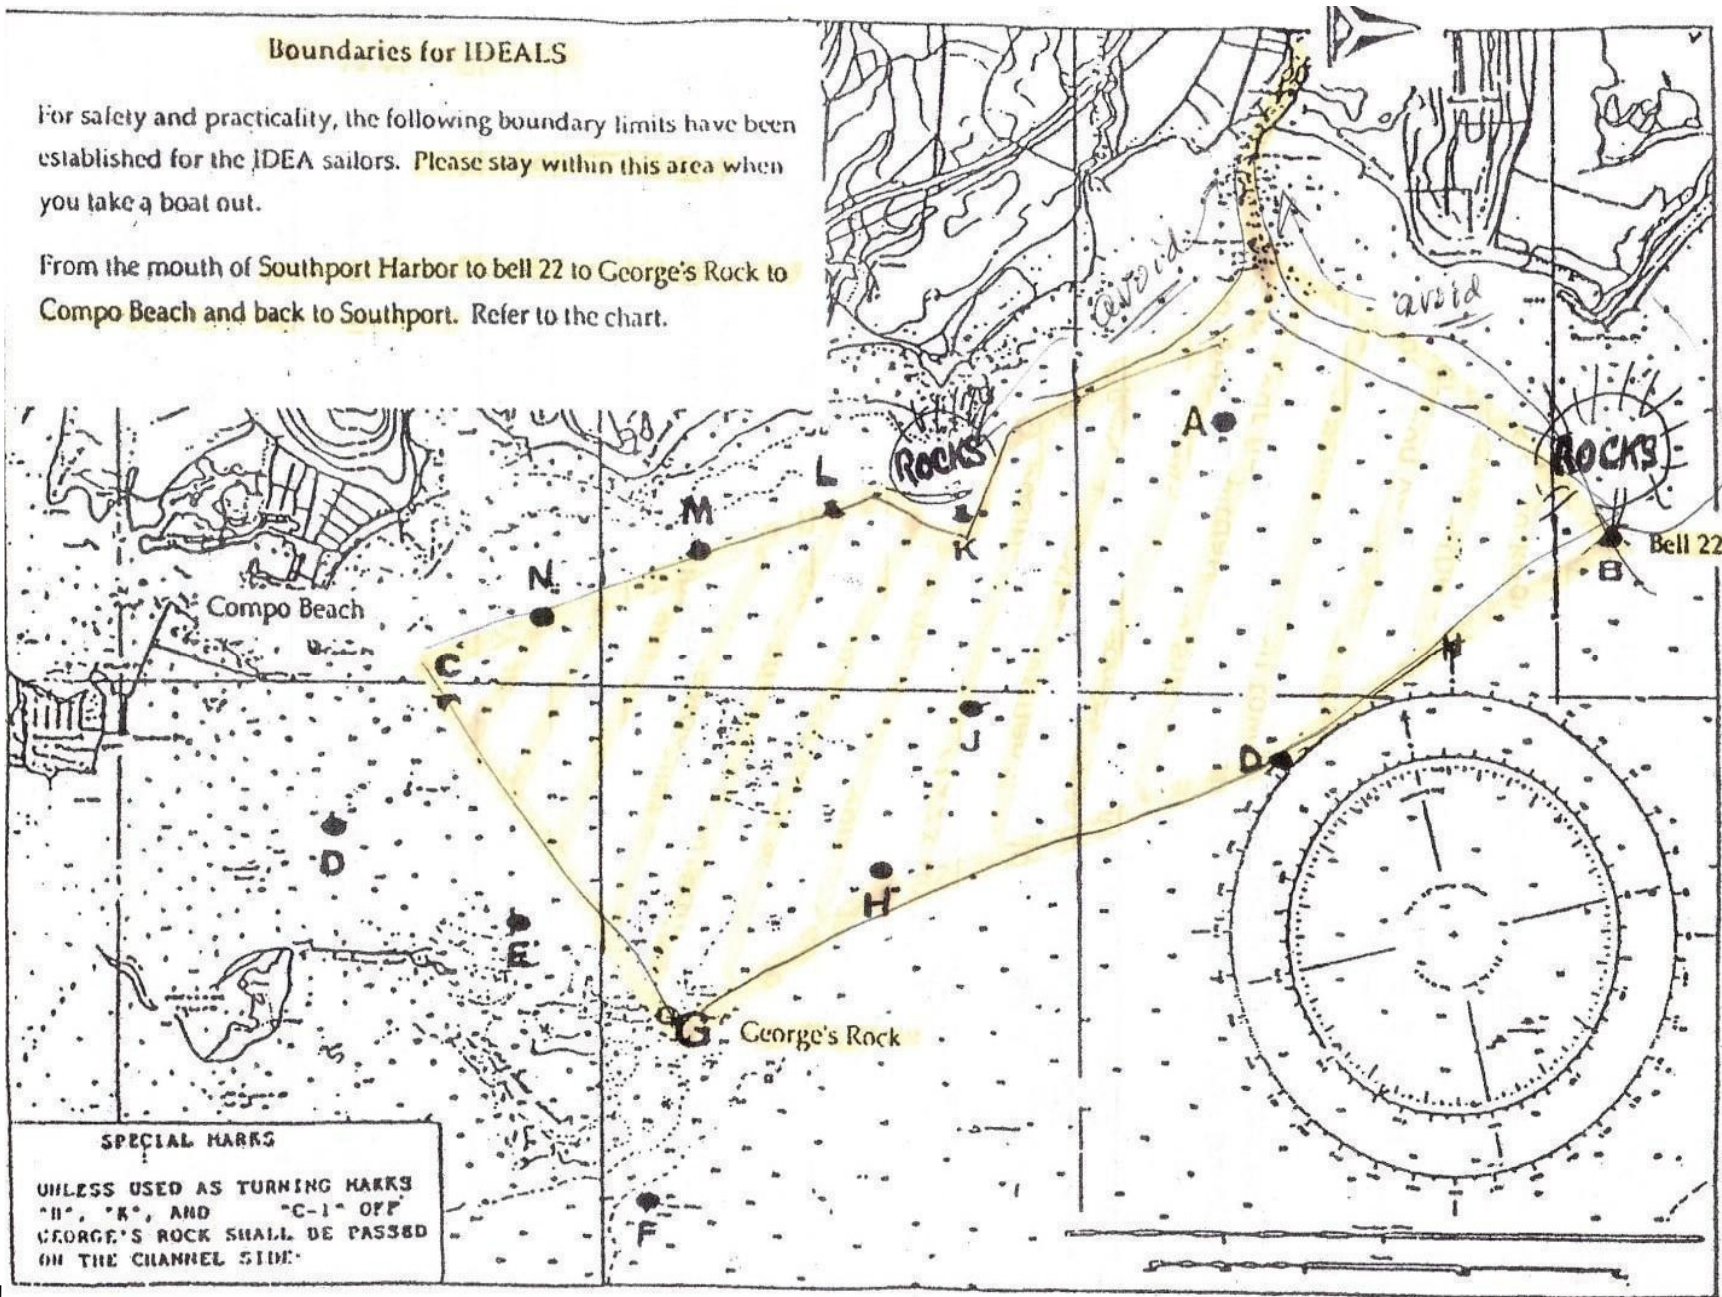 Boundaries for IDEALS
For safety and practicality, the following boundary limits have been
established for the IDEA sailors. Please stay within this area when
you take a boat out.
From the mouth of Southport Harbor to bell 22 to George's Rock to
Compo Beach and back to Southport. Refer to the chart.
avoid
avoid
A
ROCKS
ROCKS
L
M
K
Bell 22
B
N
Compo Beach
C
J
D
D
H
E
G George's Rock
F
SPECIAL MARKS
UNLESS USED AS TURNING MARKS
"B", "K", AND "C-1" OFF
GEORGE'S ROCK SHALL BE PASSED
ON THE CHANNEL SIDE.